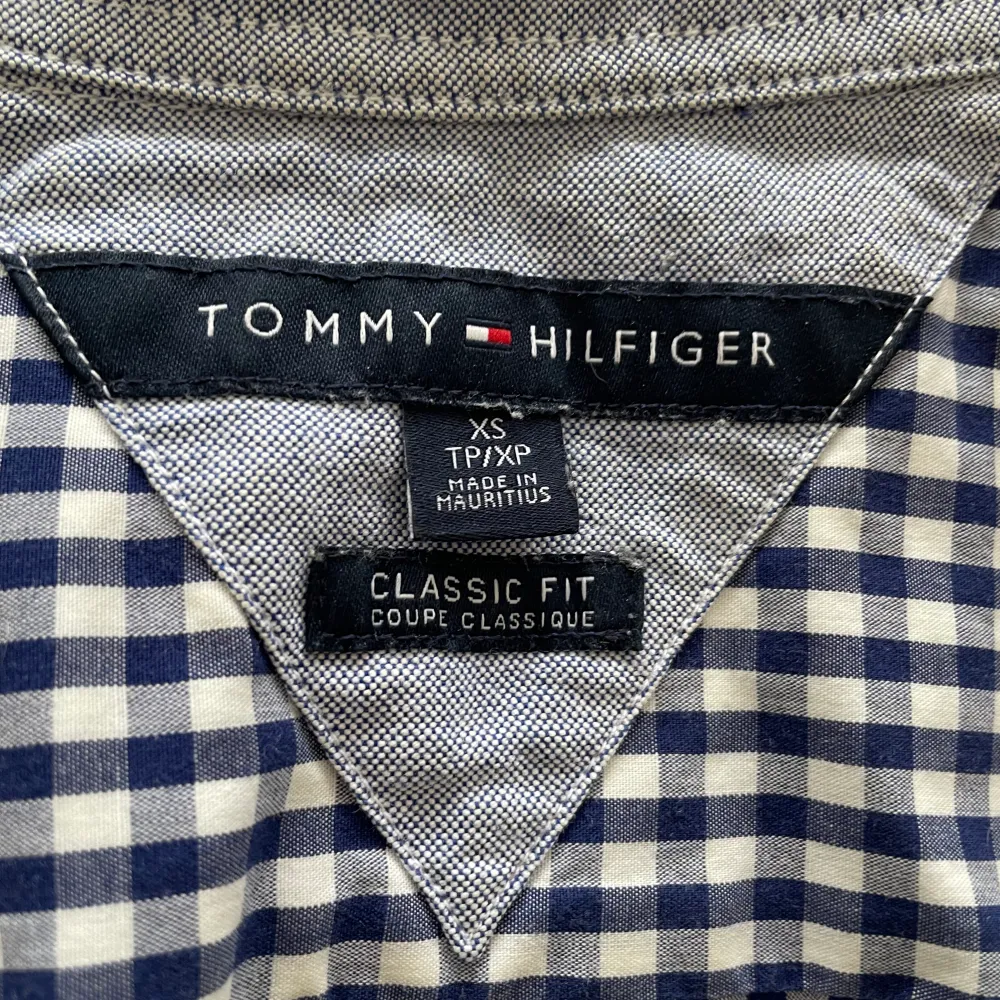 TOMMY HILFIGER
XS
TP/XP
MADE IN
MAURITIUS
CLASSIC FIT
COUPE CLASSIQUE